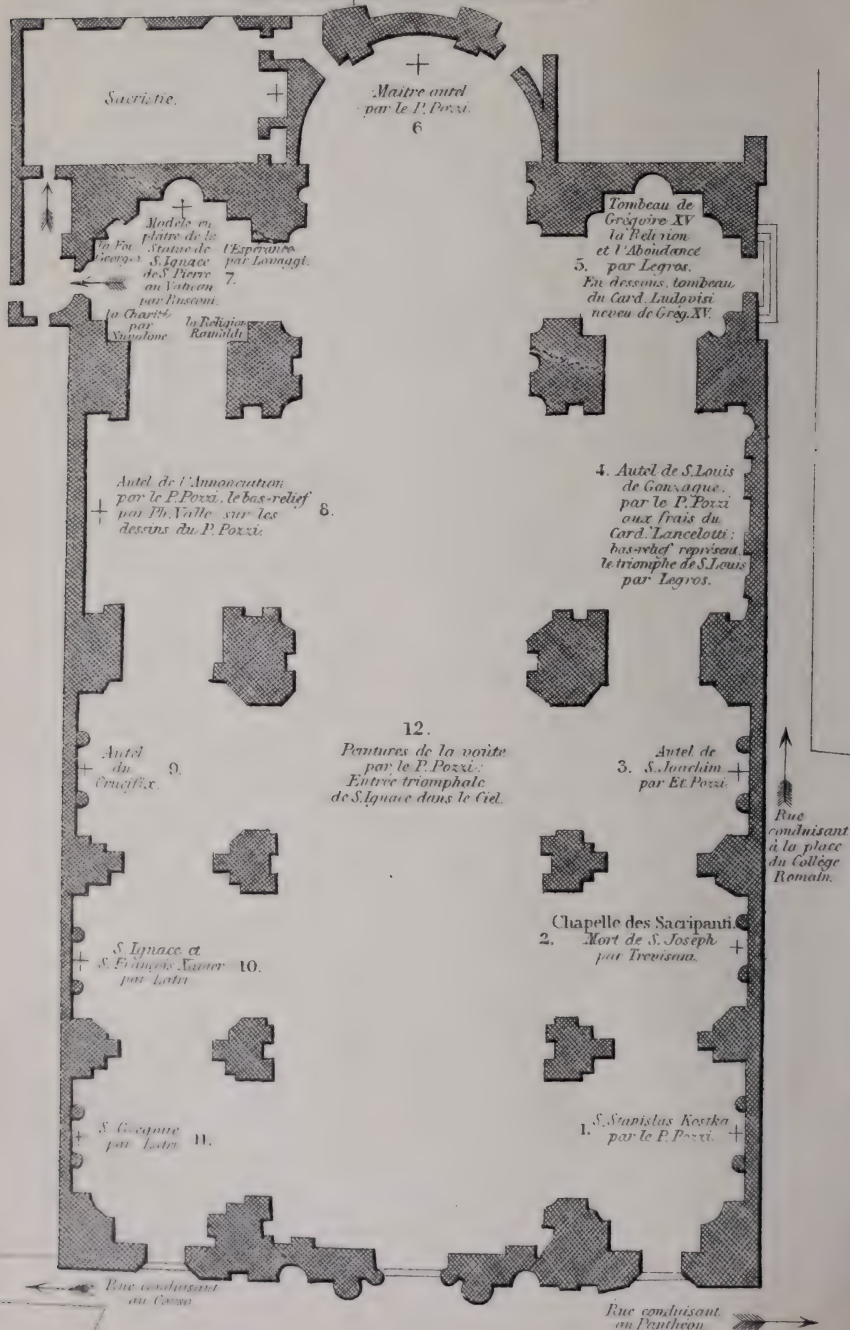 Sacristie.
Maître autel
par le P. Pozzi.
6
Modèle en
plâtre de la
Statue de
S. Ignace
de S. Pierre
au Vatican
par Rusconi.
la Foi
Georges
l'Espérance
par Lovaggi.
7.
la Charité
par
la Religion
Rainaldi
Tombeau de
Grégoire XV
la Religion
et l'Abondance
5. par Legros.
En dessous, tombeau
du Card. Ludovisi
neveu de Grég. XV.
Autel de l'Annonciation
par le P. Pozzi, le bas-relief
par Ph. Valle sur les
dessins du P. Pozzi.
8.
4. Autel de S. Louis
de Gonzague,
par le P. Pozzi
aux frais du
Card. Lancelotti;
bas-relief représent.
le triomphe de S. Louis
par Legros.
12.
Peintures de la voûte
par le P. Pozzi:
Entrée triomphale
de S. Ignace dans le Ciel.
Autel
du
Crucifix.
9.
Autel de
3. S. Joachim
par Et. Pozzi.
Rue
conduisant
à la place
du Collège
Romain.
Chapelle des Sacripanti.
2. Mort de S. Joseph
par Trevisani.
S. Ignace et
S. François Xavier
par Latri
10.
S. Grégoire
par Latri
11.
S. Stanislas Kostka
1. par le P. Pozzi.
Rue conduisant
au Corso
Rue conduisant
au Panthéon